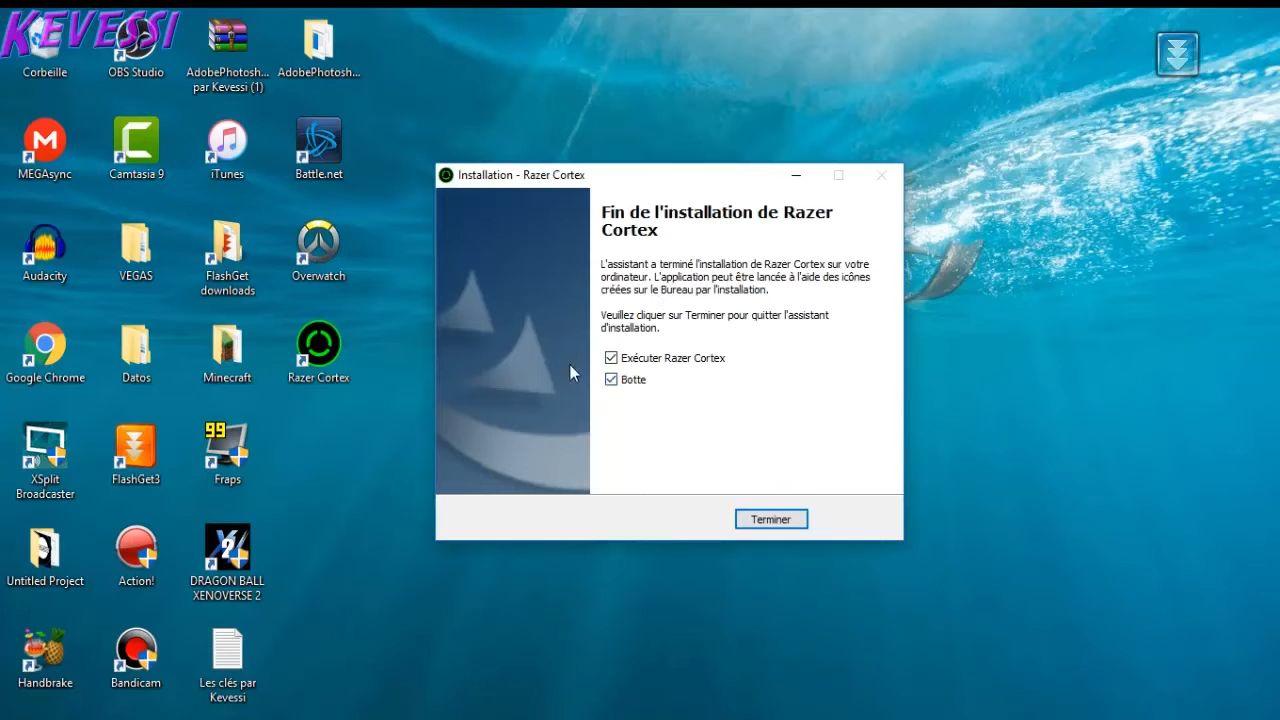 KEVESSI
Corbeille
OBS Studio
AdobePhotosh...
par Kevessi (1)
AdobePhotosh...
MEGAsync
Camtasia 9
iTunes
Battle.net
Audacity
VEGAS
FlashGet
downloads
Overwatch
Google Chrome
Datos
Minecraft
Razer Cortex
XSplit
Broadcaster
FlashGet3
99
Fraps
Untitled Project
Action!
DRAGON BALL
XENOVERSE 2
Handbrake
Bandicam
Les clés par
Kevessi
Installation - Razer Cortex
Fin de l'installation de Razer
Cortex
L'assistant a terminé l'installation de Razer Cortex sur votre
ordinateur. L'application peut être lancée à l'aide des icônes
créées sur le Bureau par l'installation.
Veuillez cliquer sur Terminer pour quitter l'assistant
d'installation.
Exécuter Razer Cortex
Botte
Terminer